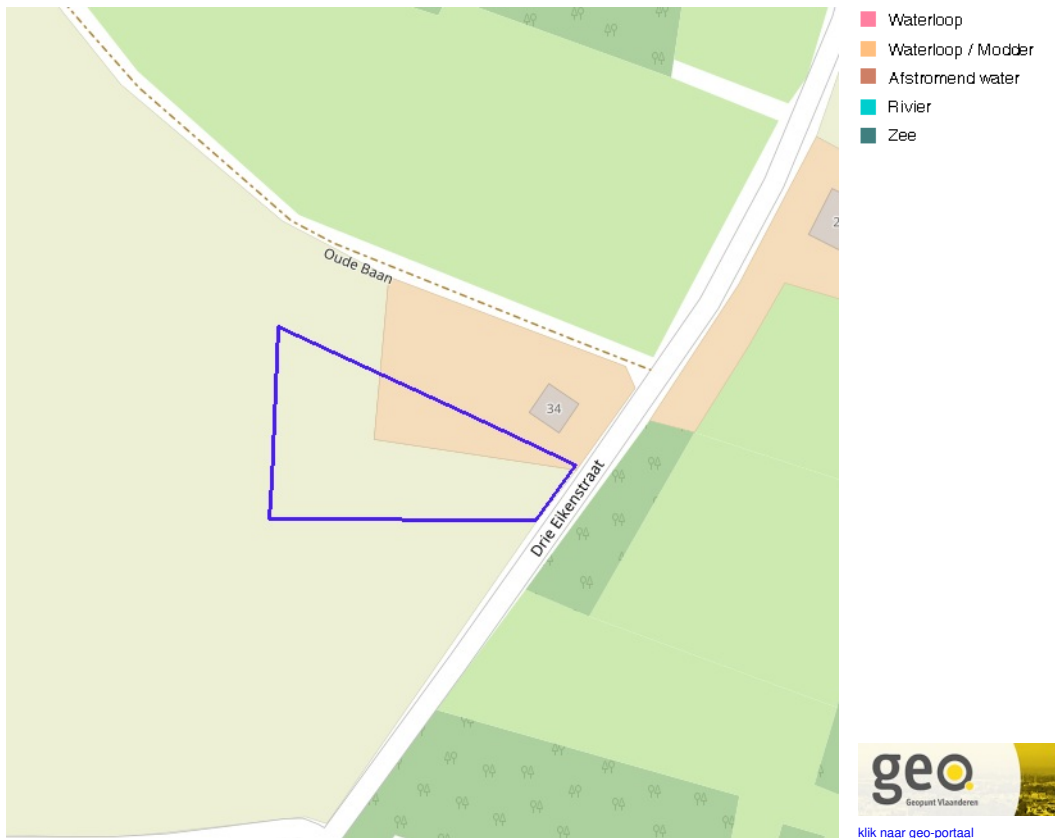 Waterloop
Waterloop / Modder
Afstromend water
Rivier
Zee
Oude Baan
34
Drie Eikenstraat
geo.
Geopunt Vlaanderen
klik naar geo-portaal